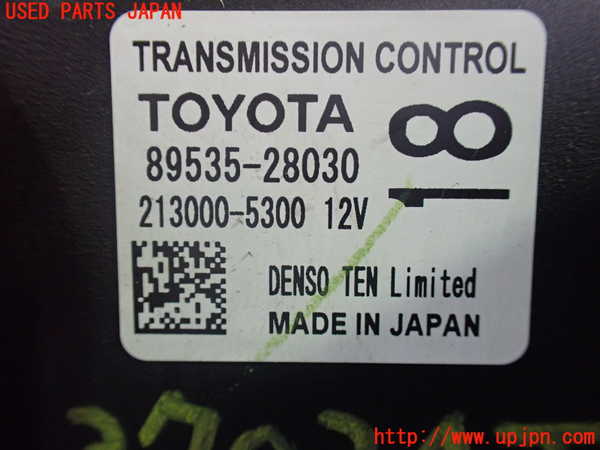 USED PARTS JAPAN
TRANSMISSION CONTROL
TOYOTA
89535-28030
213000-5300 12V
18
DENSO TEN Limited
MADE IN JAPAN
http://www.upjpn.com/